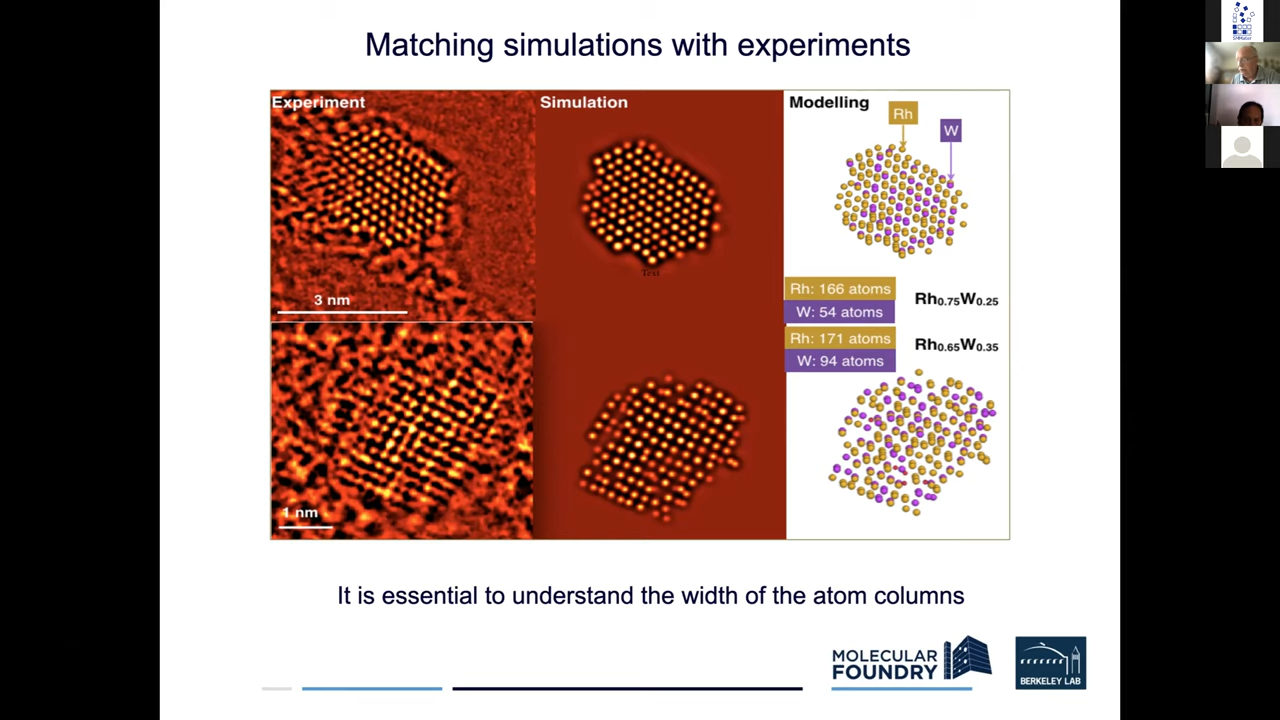 Matching simulations with experiments
Experiment
Simulation
Modelling
Rh
W
Text
3 nm
Rh: 166 atoms
W: 54 atoms
Rh0.75W0.25
Rh: 171 atoms
W: 94 atoms
Rh0.65W0.35
1 nm
It is essential to understand the width of the atom columns
MOLECULAR
FOUNDRY
BERKELEY LAB